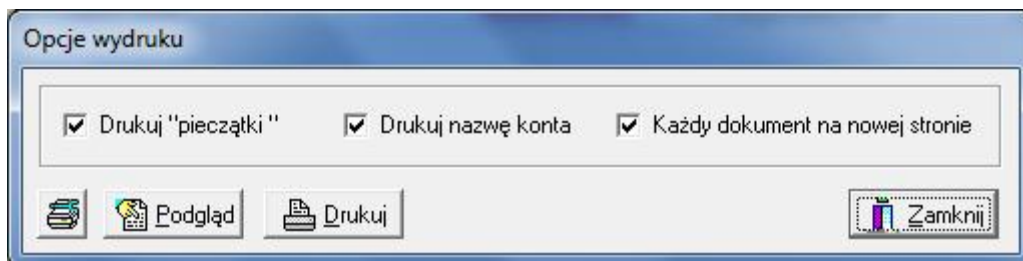 Opcje wydruku
Drukuj "pieczątki " Drukuj nazwę konta Każdy dokument na nowej stronie
Podgląd Drukuj Zamknij